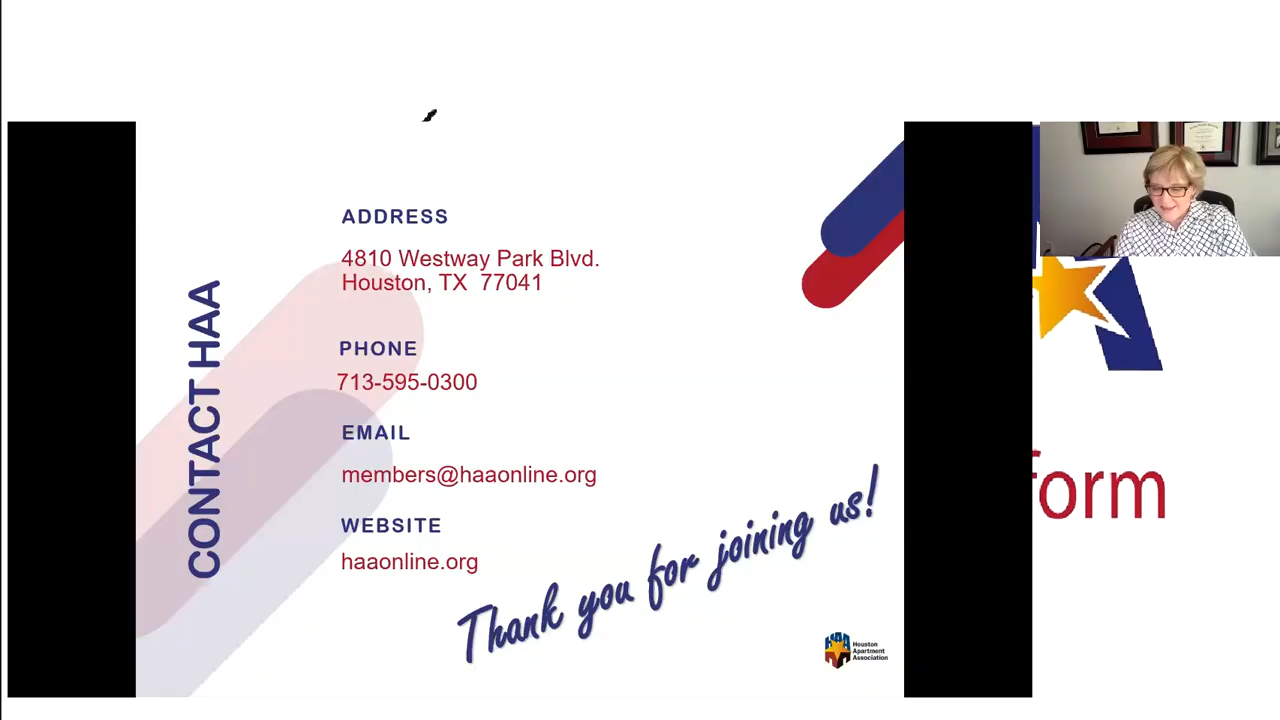 CONTACT HAA
ADDRESS
4810 Westway Park Blvd.
Houston, TX 77041
PHONE
713-595-0300
EMAIL
members@haaonline.org
WEBSITE
haaonline.org
Thank you for joining us!
HAA
Houston
Apartment
Association
form